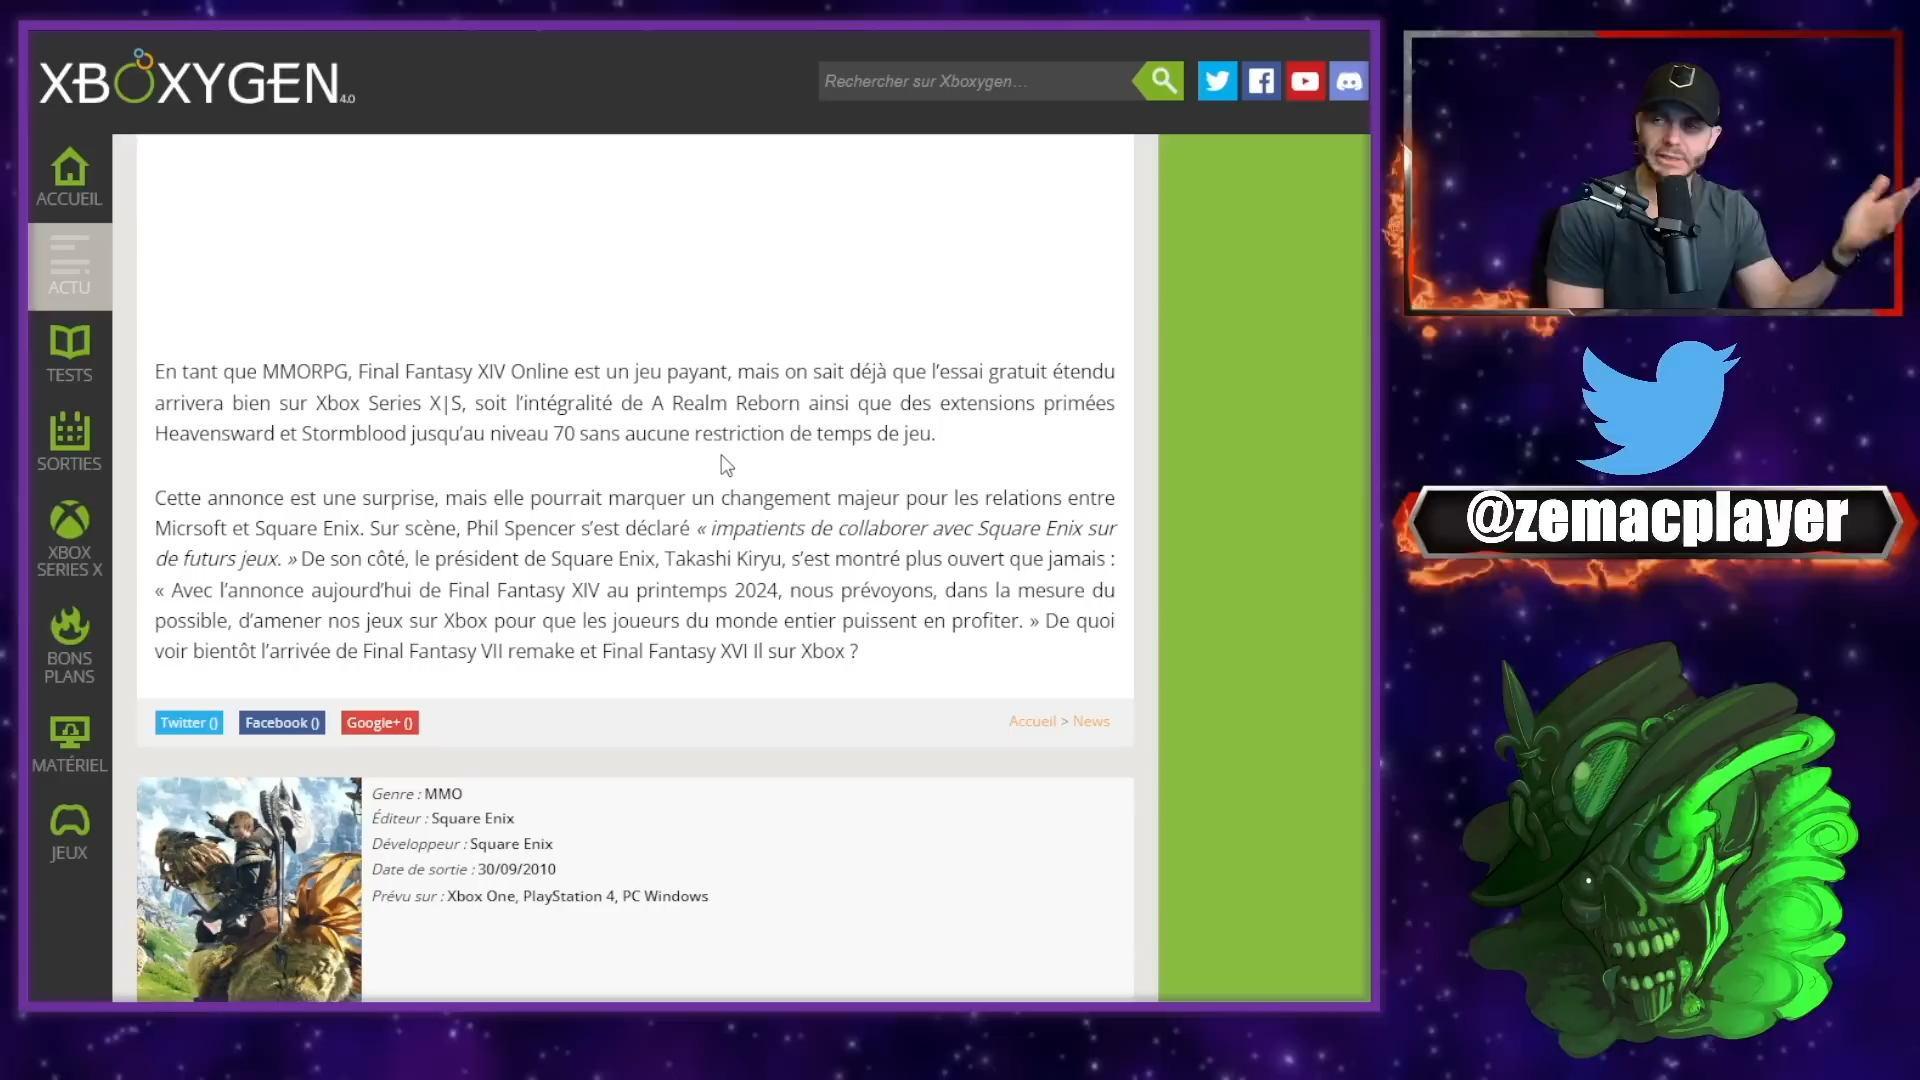 XBOXYGEN 4.0
Rechercher sur Xboxygen...
ACCUEIL
ACTU
TESTS
SORTIES
XBOX
SERIES X
BONS
PLANS
MATÉRIEL
JEUX
En tant que MMORPG, Final Fantasy XIV Online est un jeu payant, mais on sait déjà que l’essai gratuit étendu
arrivera bien sur Xbox Series X|S, soit l’intégralité de A Realm Reborn ainsi que des extensions primées
Heavensward et Stormblood jusqu’au niveau 70 sans aucune restriction de temps de jeu.
Cette annonce est une surprise, mais elle pourrait marquer un changement majeur pour les relations entre
Micrsoft et Square Enix. Sur scène, Phil Spencer s’est déclaré « impatients de collaborer avec Square Enix sur
de futurs jeux. » De son côté, le président de Square Enix, Takashi Kiryu, s’est montré plus ouvert que jamais :
« Avec l’annonce aujourd’hui de Final Fantasy XIV au printemps 2024, nous prévoyons, dans la mesure du
possible, d’amener nos jeux sur Xbox pour que les joueurs du monde entier puissent en profiter. » De quoi
voir bientôt l’arrivée de Final Fantasy VII remake et Final Fantasy XVI Il sur Xbox ?
Twitter () Facebook () Google+ ()
Accueil > News
Genre : MMO
Éditeur : Square Enix
Développeur : Square Enix
Date de sortie : 30/09/2010
Prévu sur : Xbox One, PlayStation 4, PC Windows
@zemacplayer